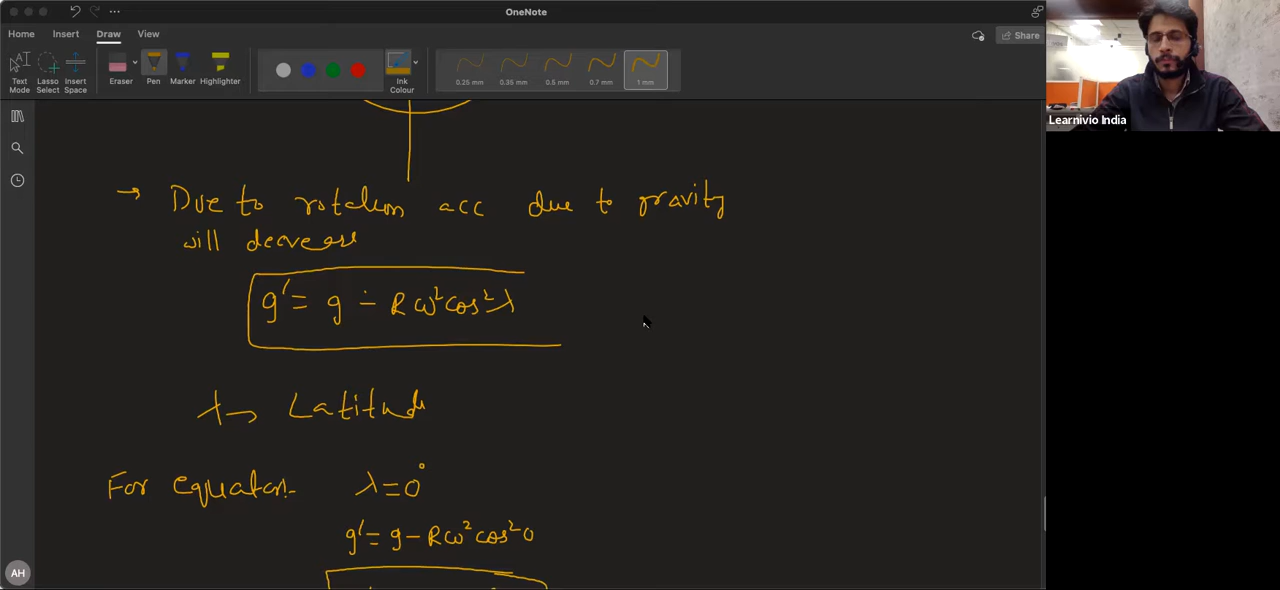 OneNote
Home Insert Draw View
Share
Text Mode
Lasso Select
Insert Space
Eraser
Pen
Marker
Highlighter
Ink Colour
0.25 mm
0.35 mm
0.5 mm
0.7 mm
1 mm
Learnivio India
→ Due to rotation acc due to gravity
will decrease
g' = g - Rω²cos²λ
λ → Latitude
For equator:- λ = 0°
g' = g - Rω²cos²0
AH